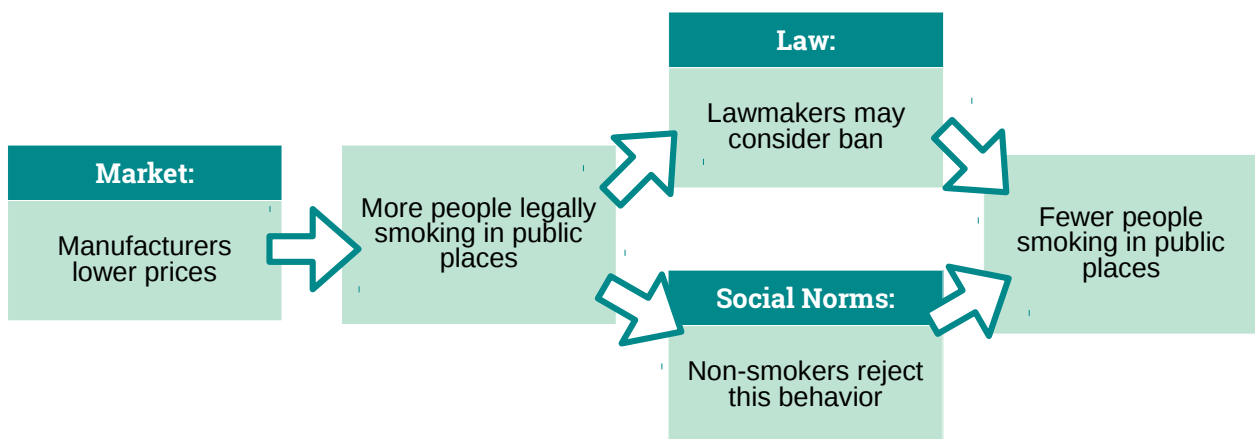 Market:
Manufacturers
lower prices
More people legally
smoking in public
places
Law:
Lawmakers may
consider ban
Social Norms:
Non-smokers reject
this behavior
Fewer people
smoking in public
places